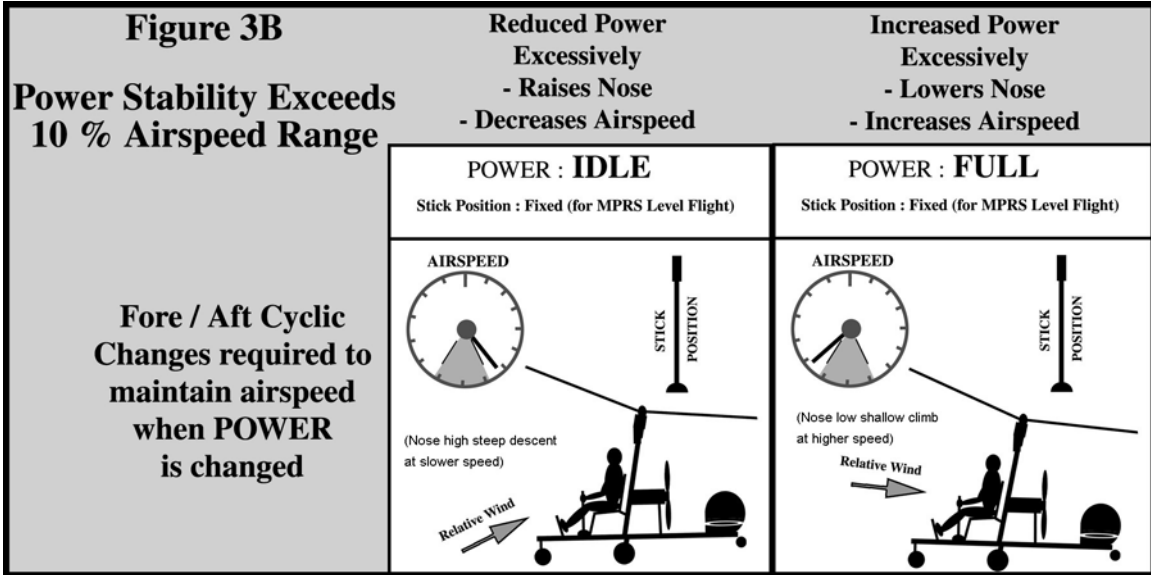 Figure 3B
Power Stability Exceeds
10 % Airspeed Range
Fore / Aft Cyclic
Changes required to
maintain airspeed
when POWER
is changed
Reduced Power
Excessively
- Raises Nose
- Decreases Airspeed
POWER : IDLE
Stick Position : Fixed (for MPRS Level Flight)
AIRSPEED
STICK
POSITION
(Nose high steep descent
at slower speed)
Relative Wind
Increased Power
Excessively
- Lowers Nose
- Increases Airspeed
POWER : FULL
Stick Position : Fixed (for MPRS Level Flight)
AIRSPEED
STICK
POSITION
(Nose low shallow climb
at higher speed)
Relative Wind